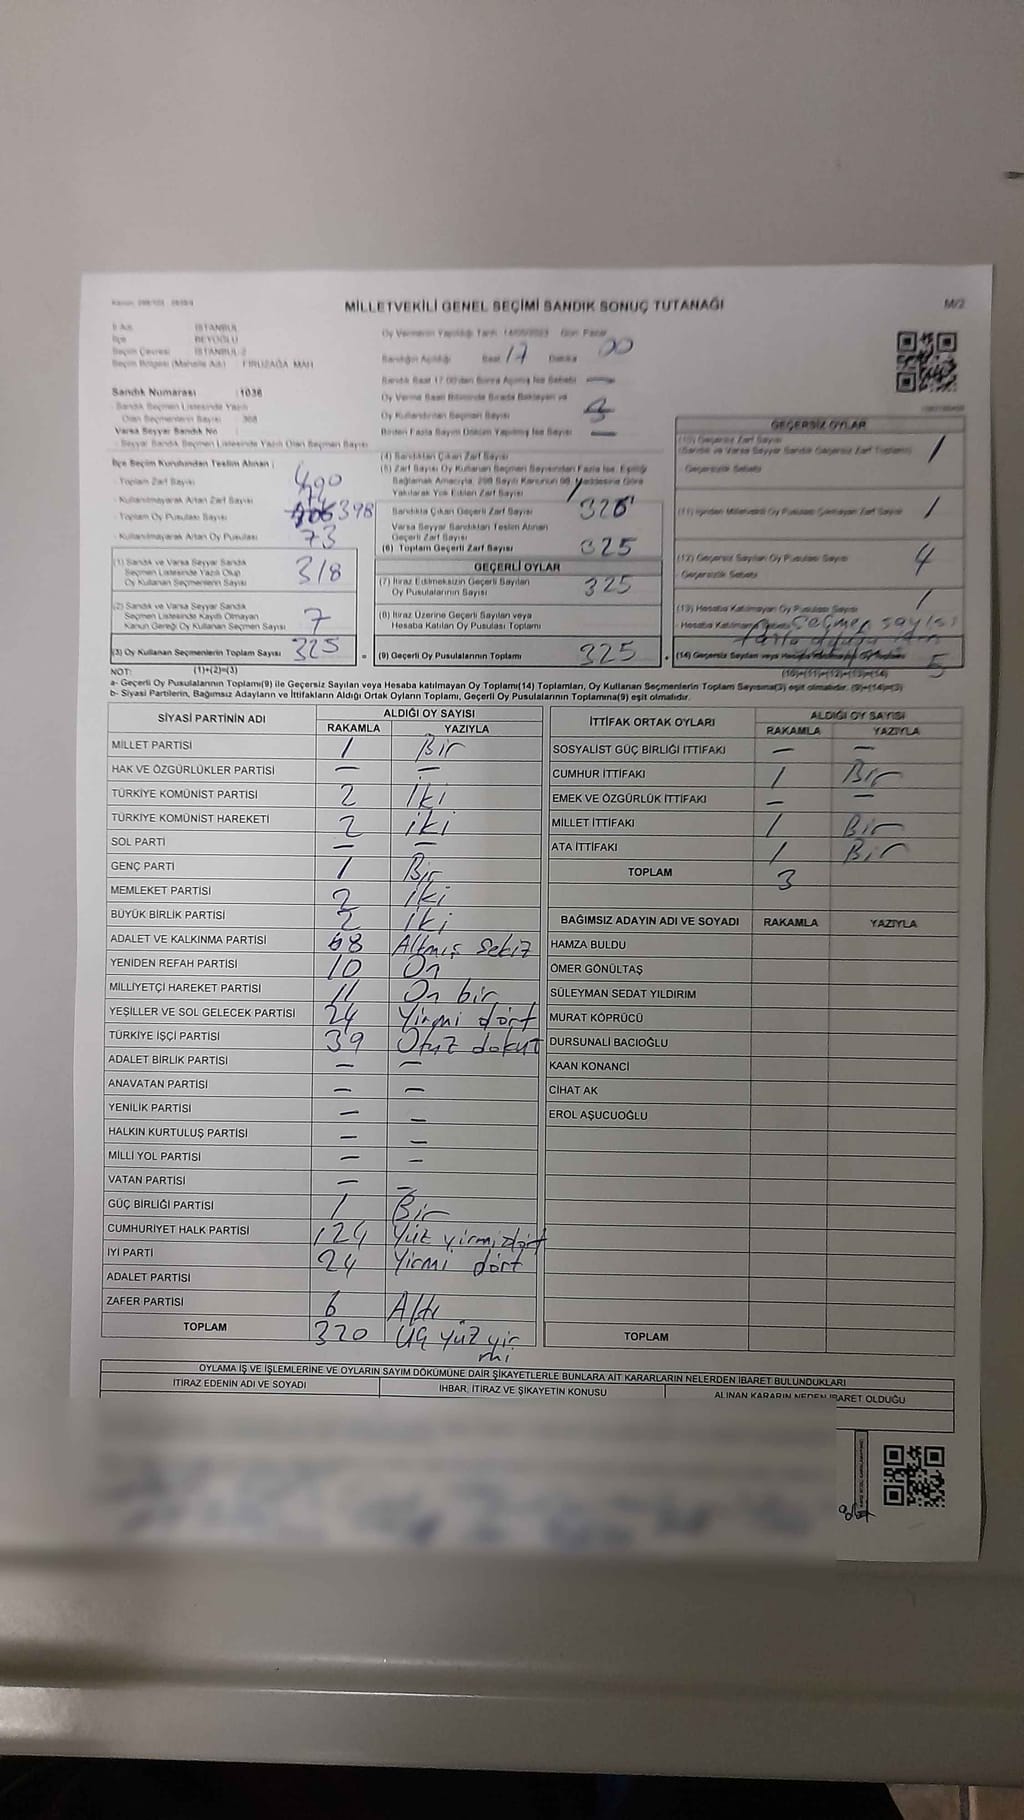 MİLLETVEKİLİ GENEL SEÇİMİ SANDIK SONUÇ TUTANAĞI
M/2
İli Adı İSTANBUL
İlçe BEYOĞLU
Seçim Çevresi İSTANBUL-2
Seçim Bölgesi (Mahalle Adı) FİRUZAĞA MAH
Sandık Numarası 1036
Sandık Seçmen Listesinde Yazılı
Olan Seçmenlerin Sayısı 368
Varsa Seyyar Sandık No
Seyyar Sandık Seçmen Listesinde Yazılı Olan Seçmen Sayısı
Oy Vermenin Yapıldığı Tarih: 14/05/2023 Gün: Pazar
Sandığın Açıldığı Saat 17 Dakika 00
Sandık Saat 17.00'dan Sonra Açılmış İse Sebebi —
Oy Verme Saati Bitiminde Sırada Bekleyen ve
Oy Kullandırılan Seçmen Sayısı
Birden Fazla Sayım Döküm Yapılmış İse Sayısı —
İlçe Seçim Kurulundan Teslim Alınan ;
- Toplam Zarf Sayısı
- Kullanılmayarak Artan Zarf Sayısı
- Toplam Oy Pusulası Sayısı 398
- Kullanılmayarak Artan Oy Pusulası 73
(1) Sandık ve Varsa Seyyar Sandık
Seçmen Listesinde Yazılı Olup
Oy Kullanan Seçmenlerin Sayısı 318
(2) Sandık ve Varsa Seyyar Sandık
Seçmen Listesinde Kayıtlı Olmayan
Kanun Gereği Oy Kullanan Seçmen Sayısı 7
(3) Oy Kullanan Seçmenlerin Toplam Sayısı 325
(4) Sandıktan Çıkan Zarf Sayısı
(5) Zarf Sayısı Oy Kullanan Seçmen Sayısından Fazla İse, Eşitliği
Sağlamak Amacıyla, 298 Sayılı Kanunun 98. Maddesine Göre
Yakılarak Yok Edilen Zarf Sayısı 1
Sandıkta Çıkan Geçerli Zarf Sayısı
Varsa Seyyar Sandıktan Teslim Alınan
Geçerli Zarf Sayısı
(6) Toplam Geçerli Zarf Sayısı 325
GEÇERLİ OYLAR
(7) İtiraz Edilmeksizin Geçerli Sayılan
Oy Pusulalarının Sayısı 325
(8) İtiraz Üzerine Geçerli Sayılan veya
Hesaba Katılan Oy Pusulası Toplamı
= (9) Geçerli Oy Pusulalarının Toplamı 325
GEÇERSİZ OYLAR
(10) Geçersiz Zarf Sayısı 1
(Sandık ve Varsa Seyyar Sandık Geçersiz Zarf Toplamı)
- Geçersizlik Sebebi
(11) İçinden Milletvekili Oy Pusulası Çıkmayan Zarf Sayısı 1
(12) Geçersiz Sayılan Oy Pusulası Sayısı 4
- Geçersizlik Sebebi
(13) Hesaba Katılmayan Oy Pusulası Sayısı 1
- Hesaba Katılmama Sebebi Seçmen sayısı
(14) Geçersiz Sayılan veya Hesaba Katılmayan Oy Toplamı 5
NOT: (1)+(2)=(3) (10)+(11)+(12)+(13)=(14)
a- Geçerli Oy Pusulalarının Toplamı(9) ile Geçersiz Sayılan veya Hesaba katılmayan Oy Toplamı(14) Toplamları, Oy Kullanan Seçmenlerin Toplam Sayısına(3) eşit olmalıdır. (9)+(14)=(3)
b- Siyasi Partilerin, Bağımsız Adayların ve İttifakların Aldığı Ortak Oyların Toplamı, Geçerli Oy Pusulalarının Toplamına(9) eşit olmalıdır.
SİYASİ PARTİNİN ADI ALDIĞI OY SAYISI
RAKAMLA YAZIYLA
MİLLET PARTİSİ 1 Bir
HAK VE ÖZGÜRLÜKLER PARTİSİ — —
TÜRKİYE KOMÜNİST PARTİSİ 2 İki
TÜRKİYE KOMÜNİST HAREKETİ 2 iki
SOL PARTİ — —
GENÇ PARTİ 1 Bir
MEMLEKET PARTİSİ 2 İki
BÜYÜK BİRLİK PARTİSİ 2 İki
ADALET VE KALKINMA PARTİSİ 68 Altmış sekiz
YENİDEN REFAH PARTİSİ 10 On
MİLLİYETÇİ HAREKET PARTİSİ 11 On bir
YEŞİLLER VE SOL GELECEK PARTİSİ 24 Yirmi dört
TÜRKİYE İŞÇİ PARTİSİ 39 Otuz dokuz
ADALET BİRLİK PARTİSİ — —
ANAVATAN PARTİSİ — —
YENİLİK PARTİSİ — —
HALKIN KURTULUŞ PARTİSİ — —
MİLLİ YOL PARTİSİ — —
VATAN PARTİSİ — —
GÜÇ BİRLİĞİ PARTİSİ 1 Bir
CUMHURİYET HALK PARTİSİ 124 Yüz yirmi dört
İYİ PARTİ 24 Yirmi dört
ADALET PARTİSİ
ZAFER PARTİSİ 6 Altı
TOPLAM 320 Üç yüz yir
mi
İTTİFAK ORTAK OYLARI ALDIĞI OY SAYISI
RAKAMLA YAZIYLA
SOSYALİST GÜÇ BİRLİĞİ İTTİFAKI — —
CUMHUR İTTİFAKI 1 Bir
EMEK VE ÖZGÜRLÜK İTTİFAKI — —
MİLLET İTTİFAKI 1 Bir
ATA İTTİFAKI 1 Bir
TOPLAM 3
BAĞIMSIZ ADAYIN ADI VE SOYADI RAKAMLA YAZIYLA
HAMZA BULDU
ÖMER GÖNÜLTAŞ
SÜLEYMAN SEDAT YILDIRIM
MURAT KÖPRÜCÜ
DURSUNALİ BACIOĞLU
KAAN KONANCİ
CİHAT AK
EROL AŞUCUOĞLU
TOPLAM
OYLAMA İŞ VE İŞLEMLERİNE VE OYLARIN SAYIM DÖKÜMÜNE DAİR ŞİKAYETLERLE BUNLARA AİT KARARLARIN NELERDEN İBARET BULUNDUKLARI
İTİRAZ EDENİN ADI VE SOYADI İHBAR, İTİRAZ VE ŞİKAYETİN KONUSU ALINAN KARARIN NEDEN İBARET OLDUĞU